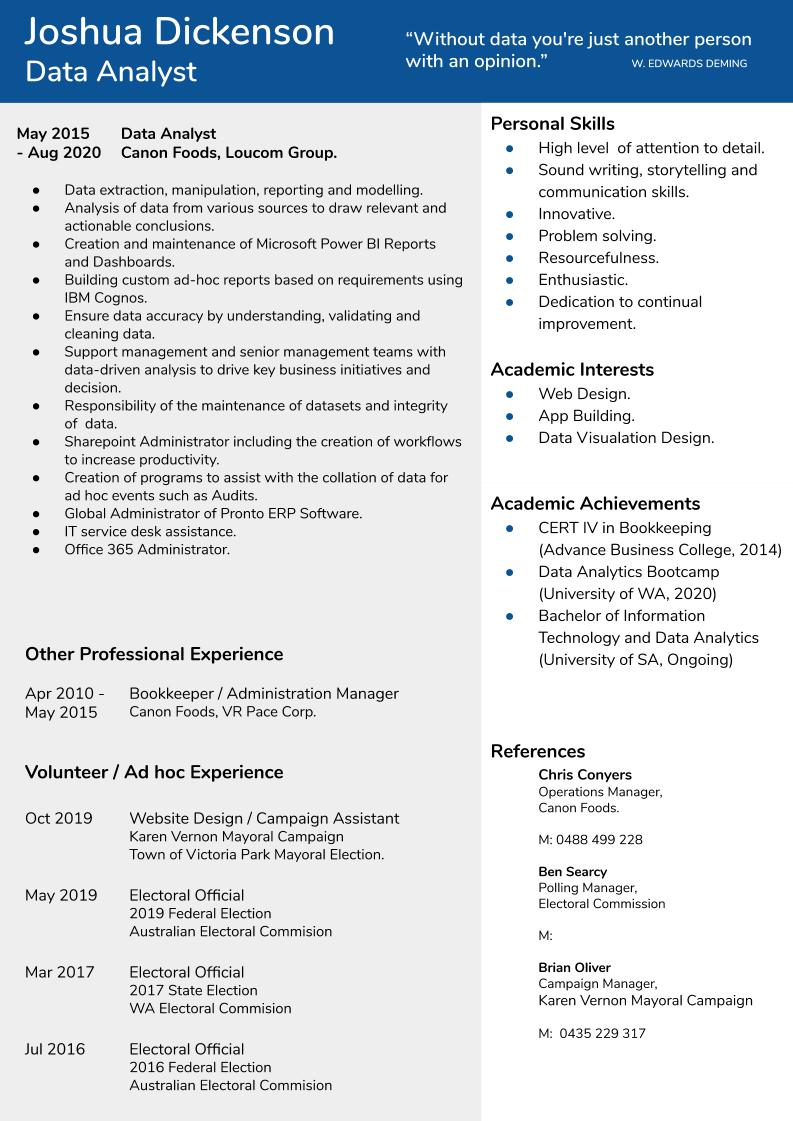 Joshua Dickenson
Data Analyst
“Without data you're just another person
with an opinion.” W. EDWARDS DEMING
May 2015 Data Analyst
- Aug 2020 Canon Foods, Loucom Group.
● Data extraction, manipulation, reporting and modelling.
● Analysis of data from various sources to draw relevant and
actionable conclusions.
● Creation and maintenance of Microsoft Power BI Reports
and Dashboards.
● Building custom ad-hoc reports based on requirements using
IBM Cognos.
● Ensure data accuracy by understanding, validating and
cleaning data.
● Support management and senior management teams with
data-driven analysis to drive key business initiatives and
decision.
● Responsibility of the maintenance of datasets and integrity
of data.
● Sharepoint Administrator including the creation of workflows
to increase productivity.
● Creation of programs to assist with the collation of data for
ad hoc events such as Audits.
● Global Administrator of Pronto ERP Software.
● IT service desk assistance.
● Office 365 Administrator.
Other Professional Experience
Apr 2010 - Bookkeeper / Administration Manager
May 2015 Canon Foods, VR Pace Corp.
Volunteer / Ad hoc Experience
Oct 2019 Website Design / Campaign Assistant
Karen Vernon Mayoral Campaign
Town of Victoria Park Mayoral Election.
May 2019 Electoral Official
2019 Federal Election
Australian Electoral Commision
Mar 2017 Electoral Official
2017 State Election
WA Electoral Commision
Jul 2016 Electoral Official
2016 Federal Election
Australian Electoral Commision
Personal Skills
● High level of attention to detail.
● Sound writing, storytelling and
communication skills.
● Innovative.
● Problem solving.
● Resourcefulness.
● Enthusiastic.
● Dedication to continual
improvement.
Academic Interests
● Web Design.
● App Building.
● Data Visualation Design.
Academic Achievements
● CERT IV in Bookkeeping
(Advance Business College, 2014)
● Data Analytics Bootcamp
(University of WA, 2020)
● Bachelor of Information
Technology and Data Analytics
(University of SA, Ongoing)
References
Chris Conyers
Operations Manager,
Canon Foods.
M: 0488 499 228
Ben Searcy
Polling Manager,
Electoral Commission
M:
Brian Oliver
Campaign Manager,
Karen Vernon Mayoral Campaign
M: 0435 229 317